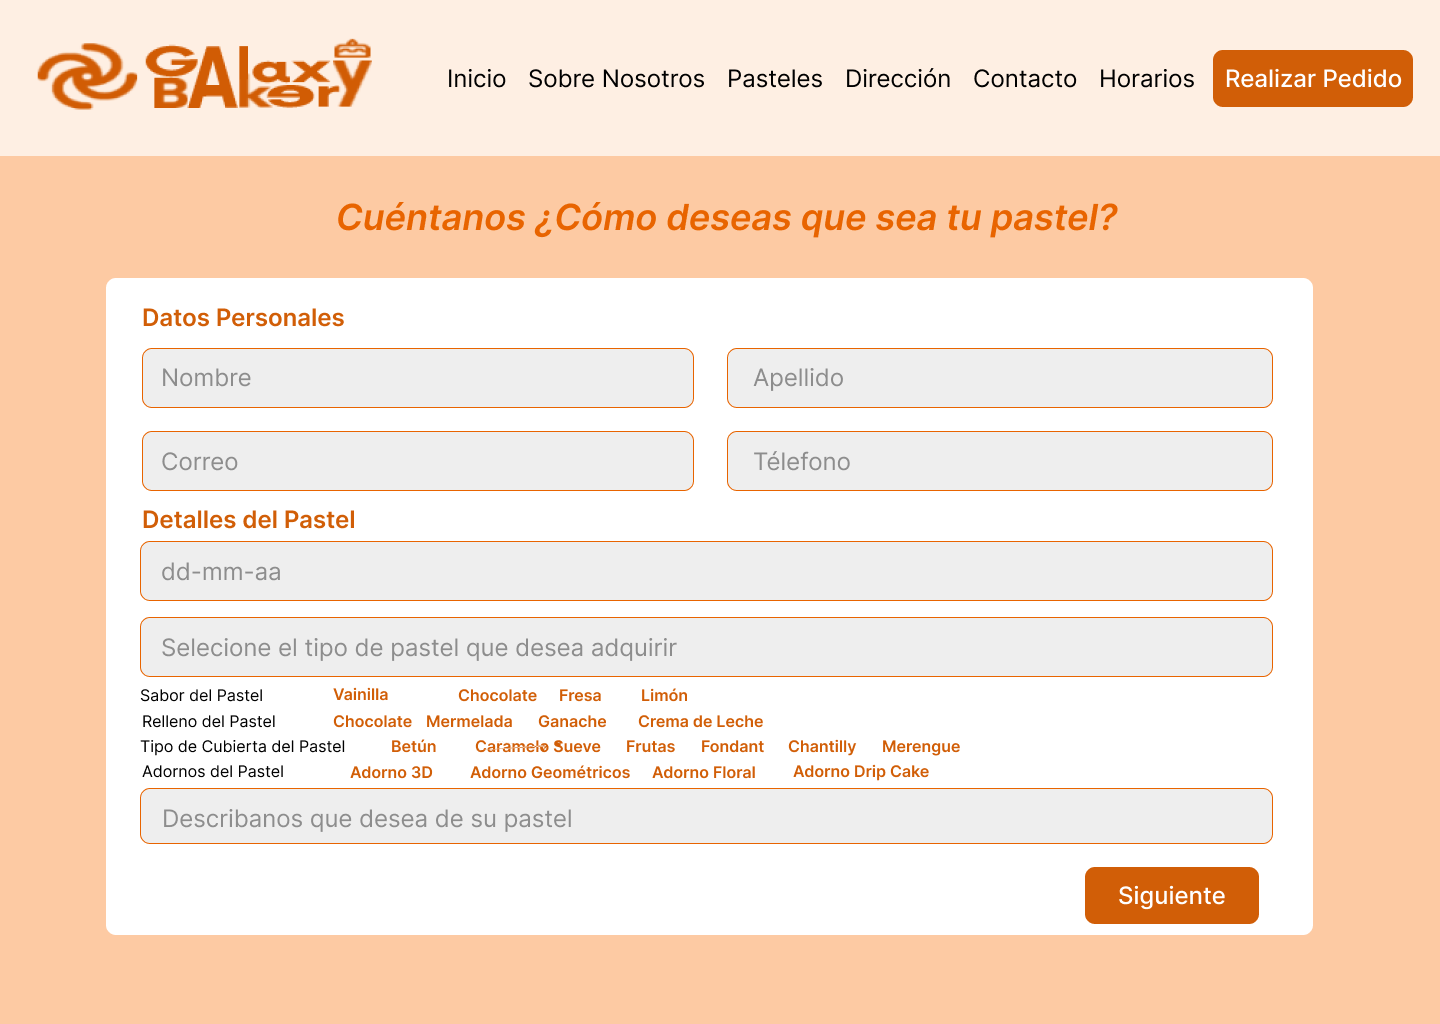 GAlaxy
BAkery
Inicio Sobre Nosotros Pasteles Dirección Contacto Horarios Realizar Pedido
Cuéntanos ¿Cómo deseas que sea tu pastel?
Datos Personales
Nombre Apellido
Correo Télefono
Detalles del Pastel
dd-mm-aa
Selecione el tipo de pastel que desea adquirir
Sabor del Pastel Vainilla Chocolate Fresa Limón
Relleno del Pastel Chocolate Mermelada Ganache Crema de Leche
Tipo de Cubierta del Pastel Betún Caramelo Sueve Frutas Fondant Chantilly Merengue
Adornos del Pastel Adorno 3D Adorno Geométricos Adorno Floral Adorno Drip Cake
Describanos que desea de su pastel
Siguiente